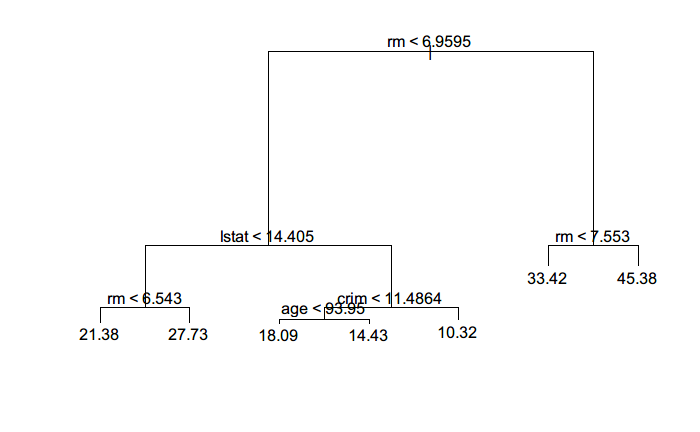 rm < 6.9595
lstat < 14.405
rm < 7.553
33.42
45.38
rm < 6.543
crim < 11.4864
age < 93.95
21.38
27.73
18.09
14.43
10.32